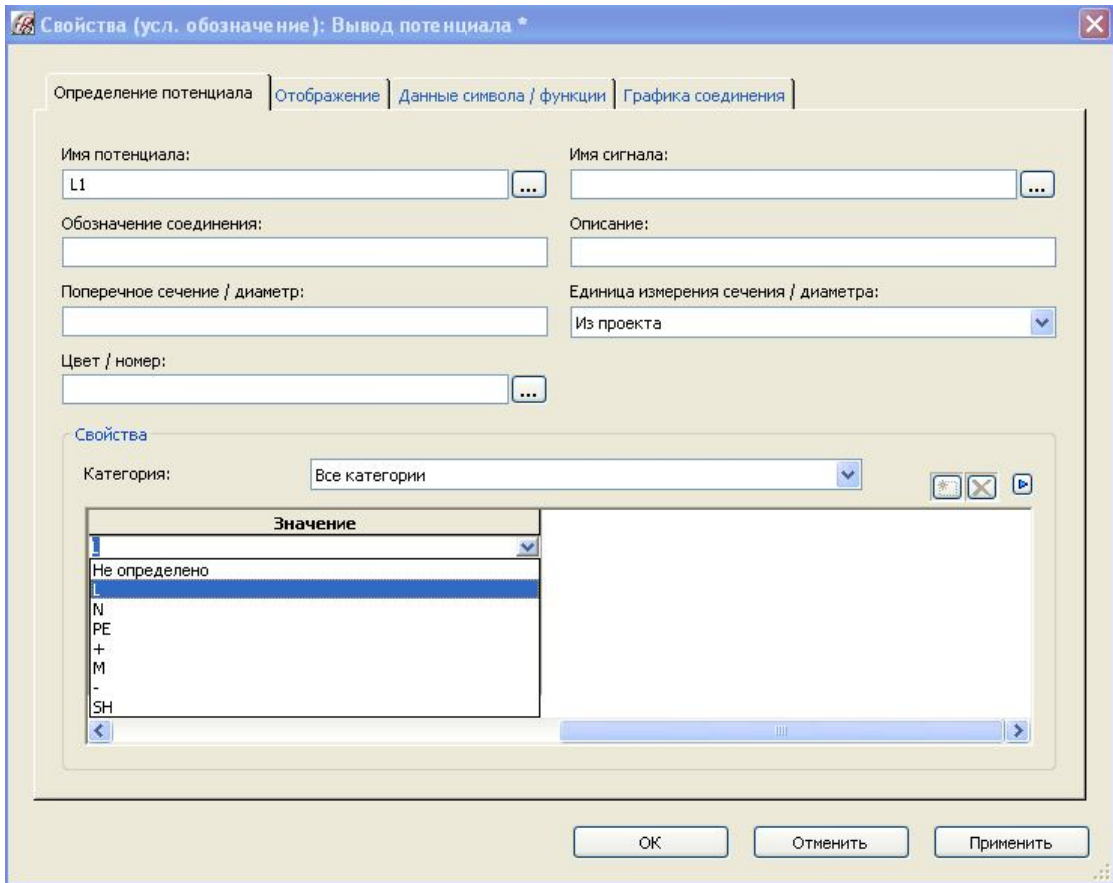 Свойства (усл. обозначение): Вывод потенциала *
Определение потенциала Отображение Данные символа / функции Графика соединения
Имя потенциала: Имя сигнала:
L1 ... ...
Обозначение соединения: Описание:
Поперечное сечение / диаметр: Единица измерения сечения / диаметра:
Из проекта
Цвет / номер:
...
Свойства
Категория: Все категории
Значение
L
Не определено
L
N
PE
+
M
-
SH
ОК Отменить Применить